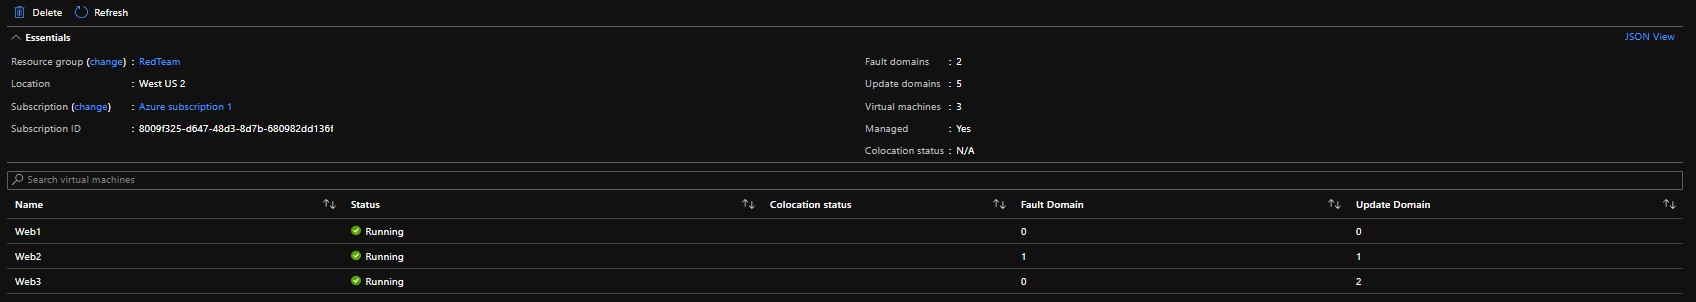 Delete Refresh
Essentials JSON View
Resource group (change) : RedTeam
Location : West US 2
Subscription (change) : Azure subscription 1
Subscription ID : 8009f325-d647-48d3-8d7b-680982dd136f
Fault domains : 2
Update domains : 5
Virtual machines : 3
Managed : Yes
Colocation status : N/A
Search virtual machines
Name Status Colocation status Fault Domain Update Domain
Web1 Running 0 0
Web2 Running 1 1
Web3 Running 0 2